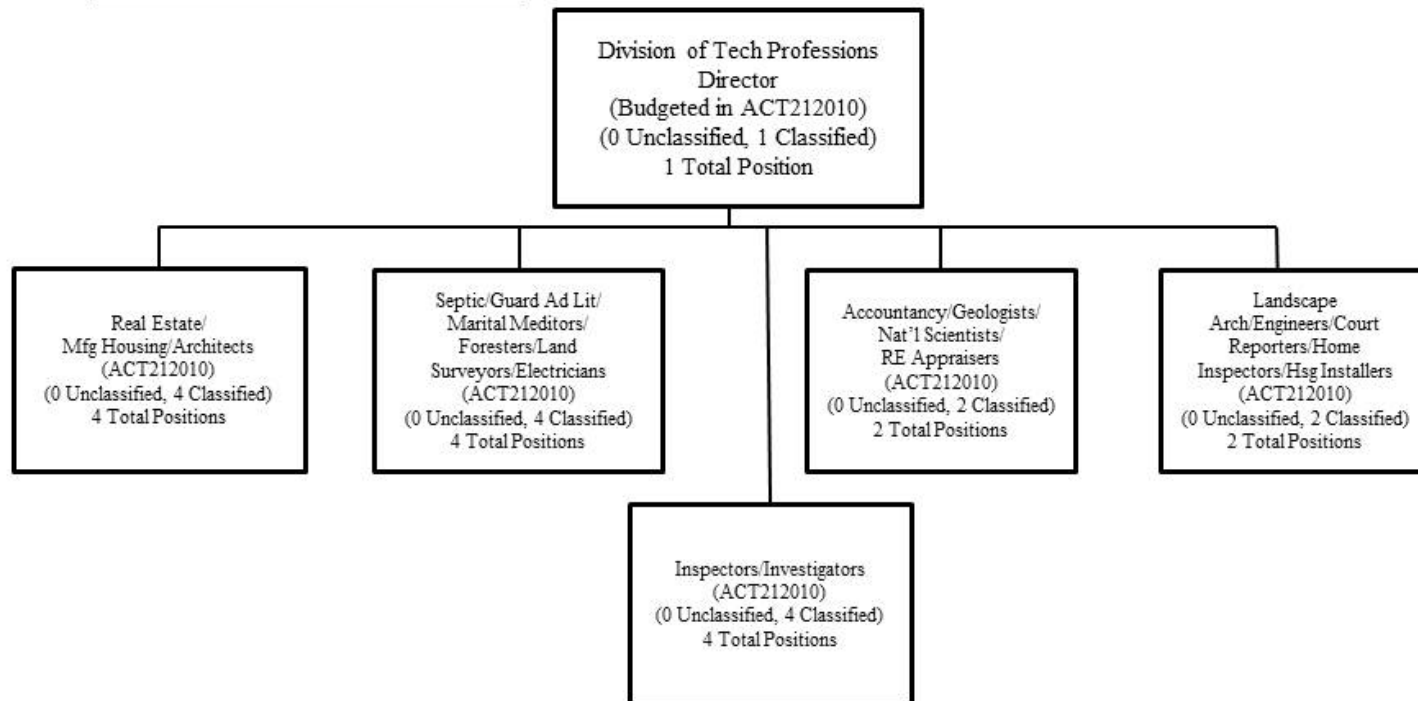 Division of Tech Professions
Director
(Budgeted in ACT212010)
(0 Unclassified, 1 Classified)
1 Total Position
Real Estate/
Mfg Housing/Architects
(ACT212010)
(0 Unclassified, 4 Classified)
4 Total Positions
Septic/Guard Ad Lit/
Marital Meditors/
Foresters/Land
Surveyors/Electricians
(ACT212010)
(0 Unclassified, 4 Classified)
4 Total Positions
Accountancy/Geologists/
Nat’l Scientists/
RE Appraisers
(ACT212010)
(0 Unclassified, 2 Classified)
2 Total Positions
Landscape
Arch/Engineers/Court
Reporters/Home
Inspectors/Hsg Installers
(ACT212010)
(0 Unclassified, 2 Classified)
2 Total Positions
Inspectors/Investigators
(ACT212010)
(0 Unclassified, 4 Classified)
4 Total Positions